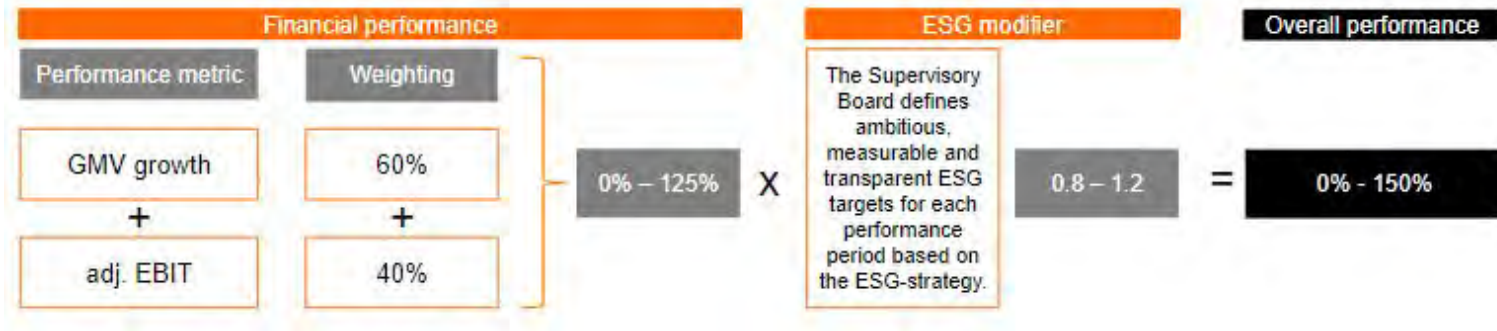 Financial performance
ESG modifier
Overall performance
Performance metric
Weighting
GMV growth
60%
+
+
adj. EBIT
40%
0% – 125%
X
The Supervisory
Board defines
ambitious,
measurable and
transparent ESG
targets for each
performance
period based on
the ESG-strategy.
0.8 – 1.2
=
0% - 150%